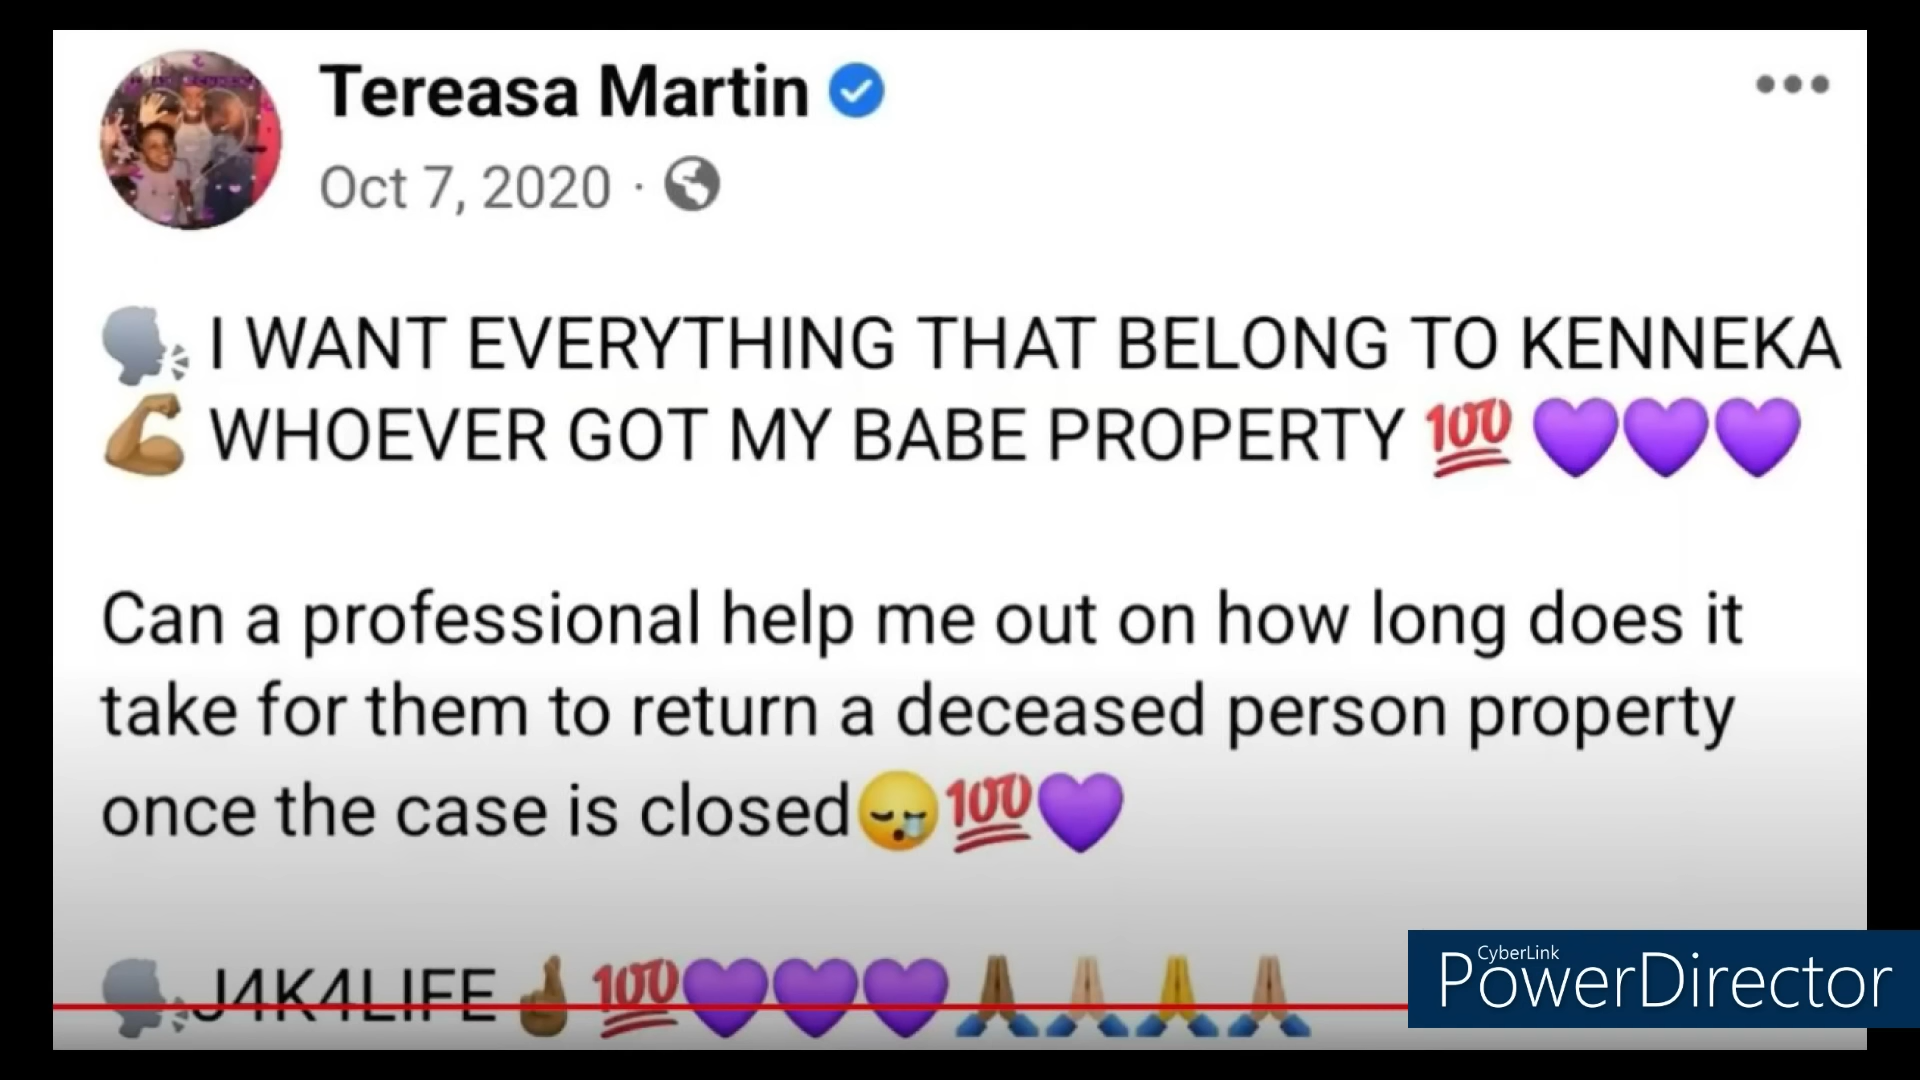 Tereasa Martin
Oct 7, 2020 ·
🗣 I WANT EVERYTHING THAT BELONG TO KENNEKA
💪🏽 WHOEVER GOT MY BABE PROPERTY 💯 💜💜💜
Can a professional help me out on how long does it
take for them to return a deceased person property
once the case is closed😪💯💜
🗣J4K4LIFE🤞🏾💯💜💜💜🙏🏾🙏🏻🙏🙏🏼
CyberLink
PowerDirector